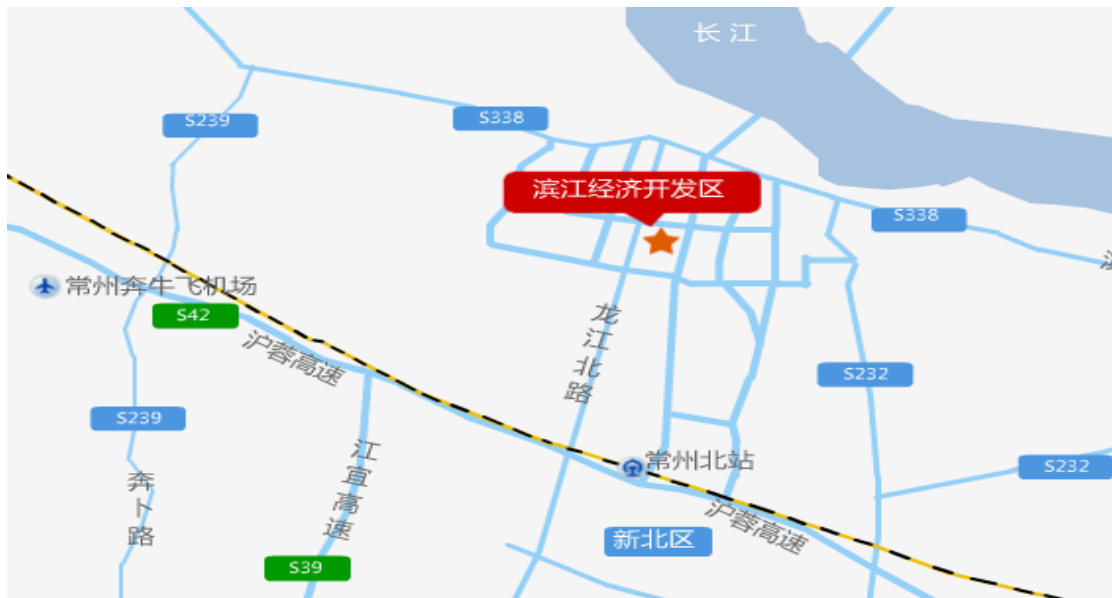 长江
S239
S338
滨江经济开发区
S338
常州奔牛飞机场
S42
沪蓉高速
龙江北路
S232
S239
江宜高速
常州北站
S232
奔卜路
沪蓉高速
新北区
S39